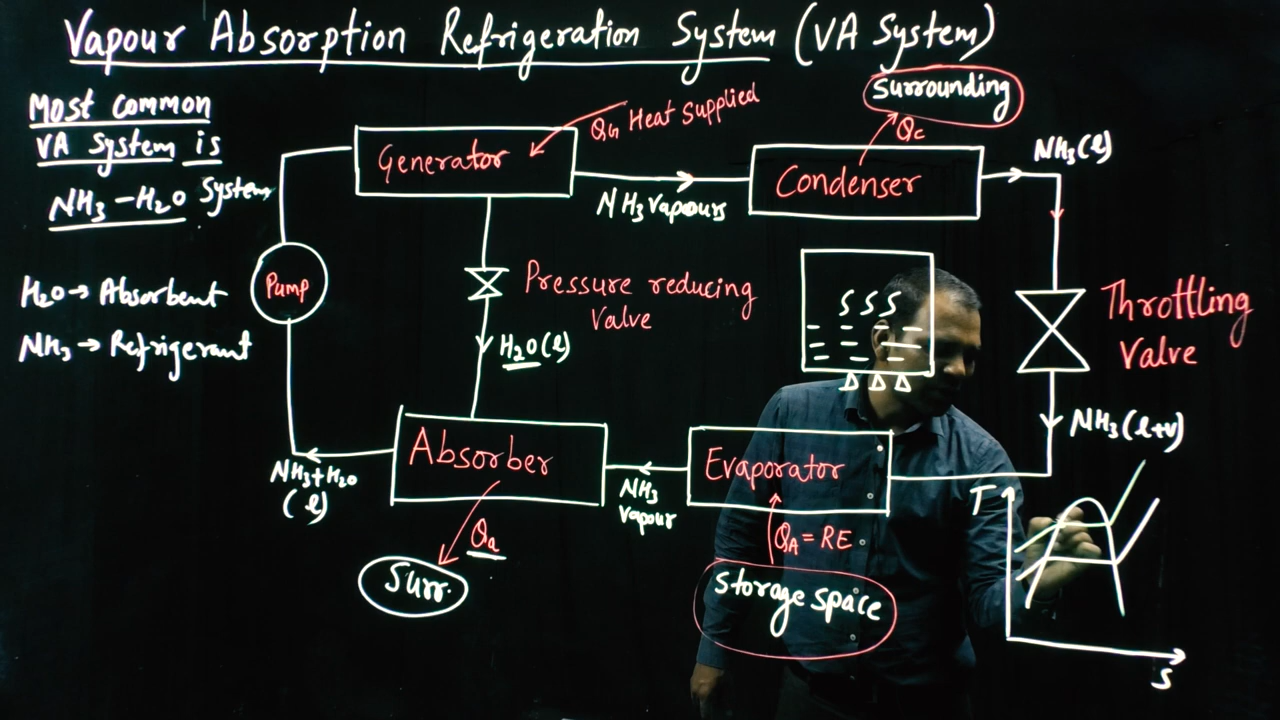 Vapour Absorption Refrigeration System (VA System)
Most common
VA System is
NH3 - H2O System
H2O → Absorbent
NH3 → Refrigerant
Generator
QG Heat Supplied
Surrounding
Qc
Condenser
NH3 Vapours
NH3(l)
Pump
Pressure reducing
Valve
H2O(l)
SSS
Throttling
Valve
NH3(l+v)
Absorber
Evaporator
NH3
Vapour
NH3+H2O
(l)
Qa
Surr.
QA = RE
Storage space
T
S